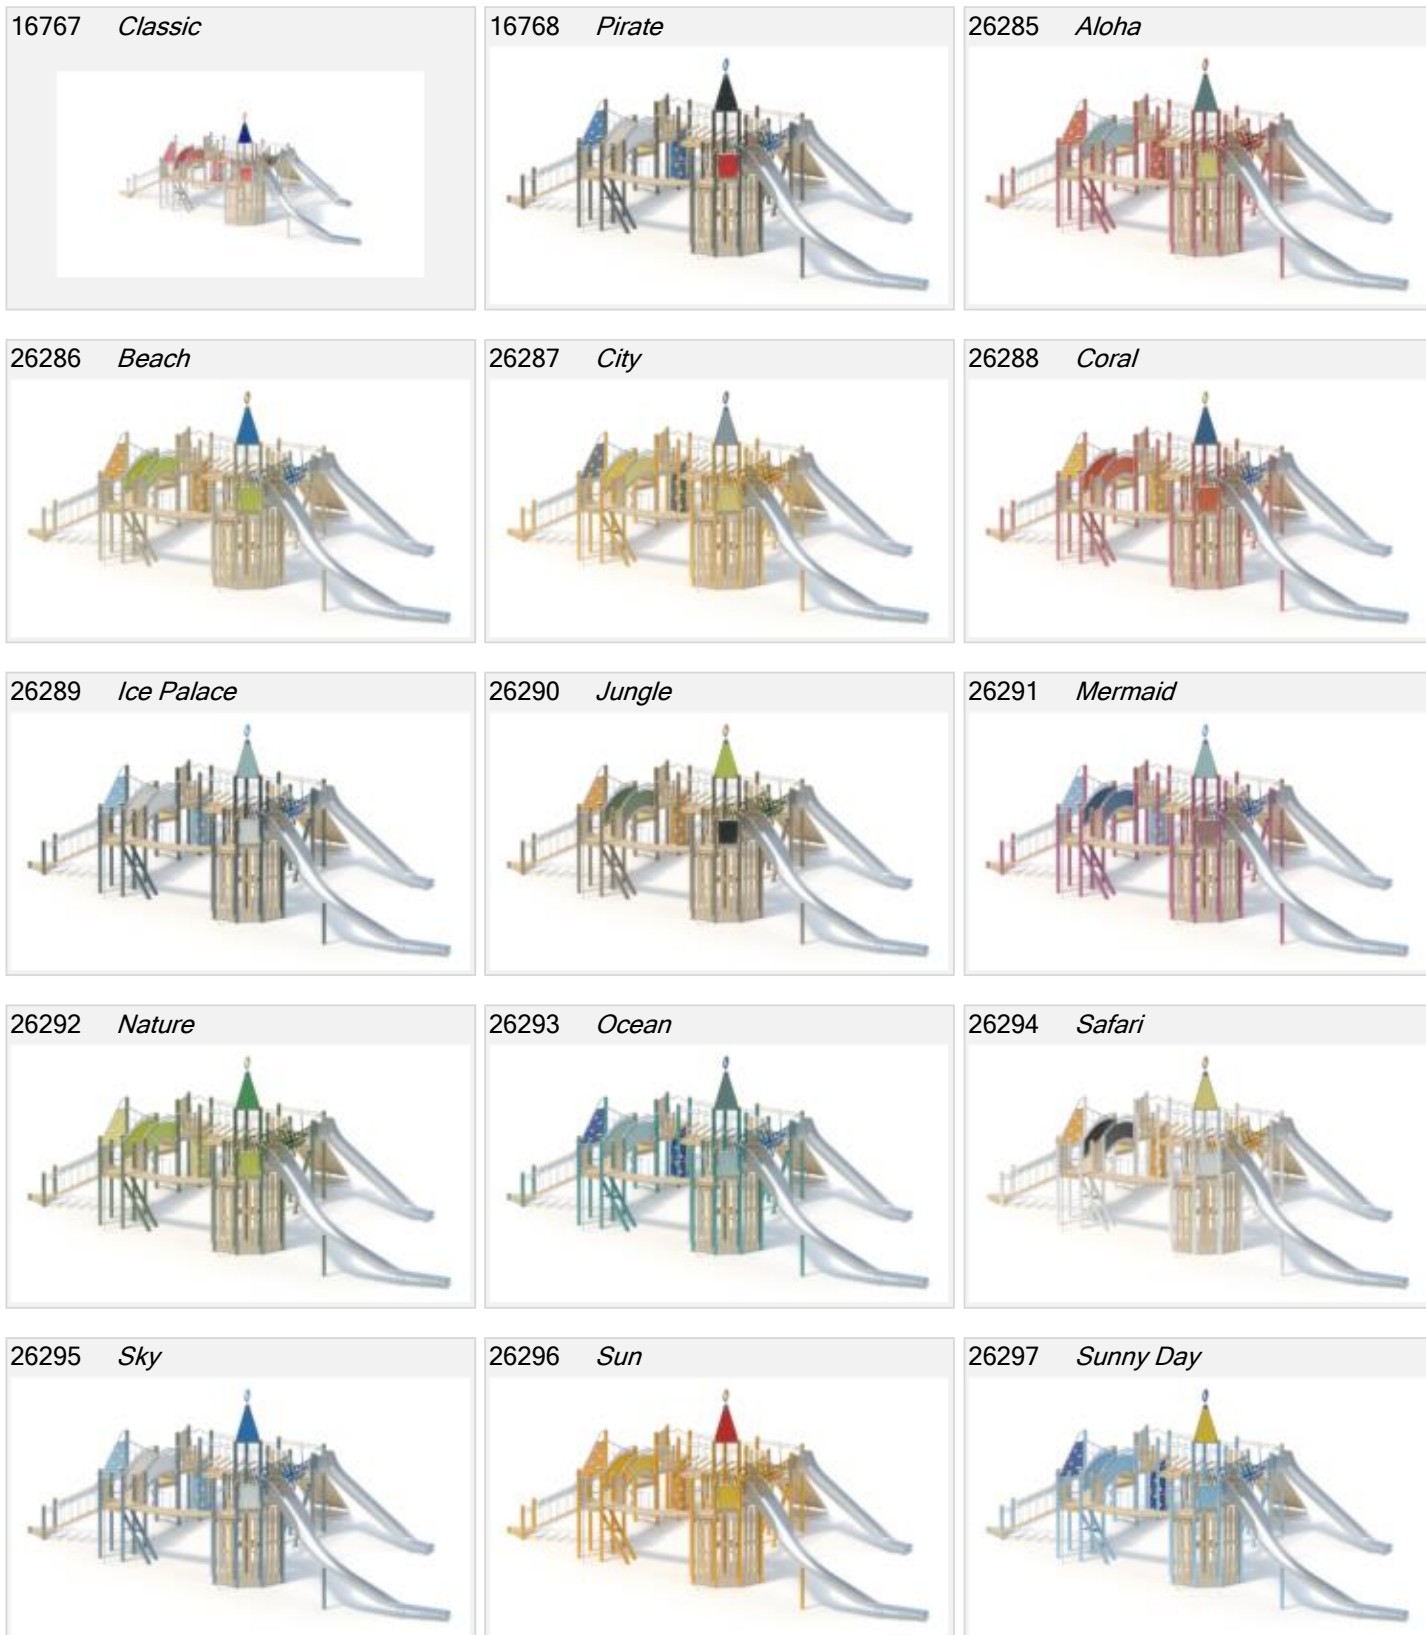 16767 Classic
16768 Pirate
26285 Aloha
26286 Beach
26287 City
26288 Coral
26289 Ice Palace
26290 Jungle
26291 Mermaid
26292 Nature
26293 Ocean
26294 Safari
26295 Sky
26296 Sun
26297 Sunny Day